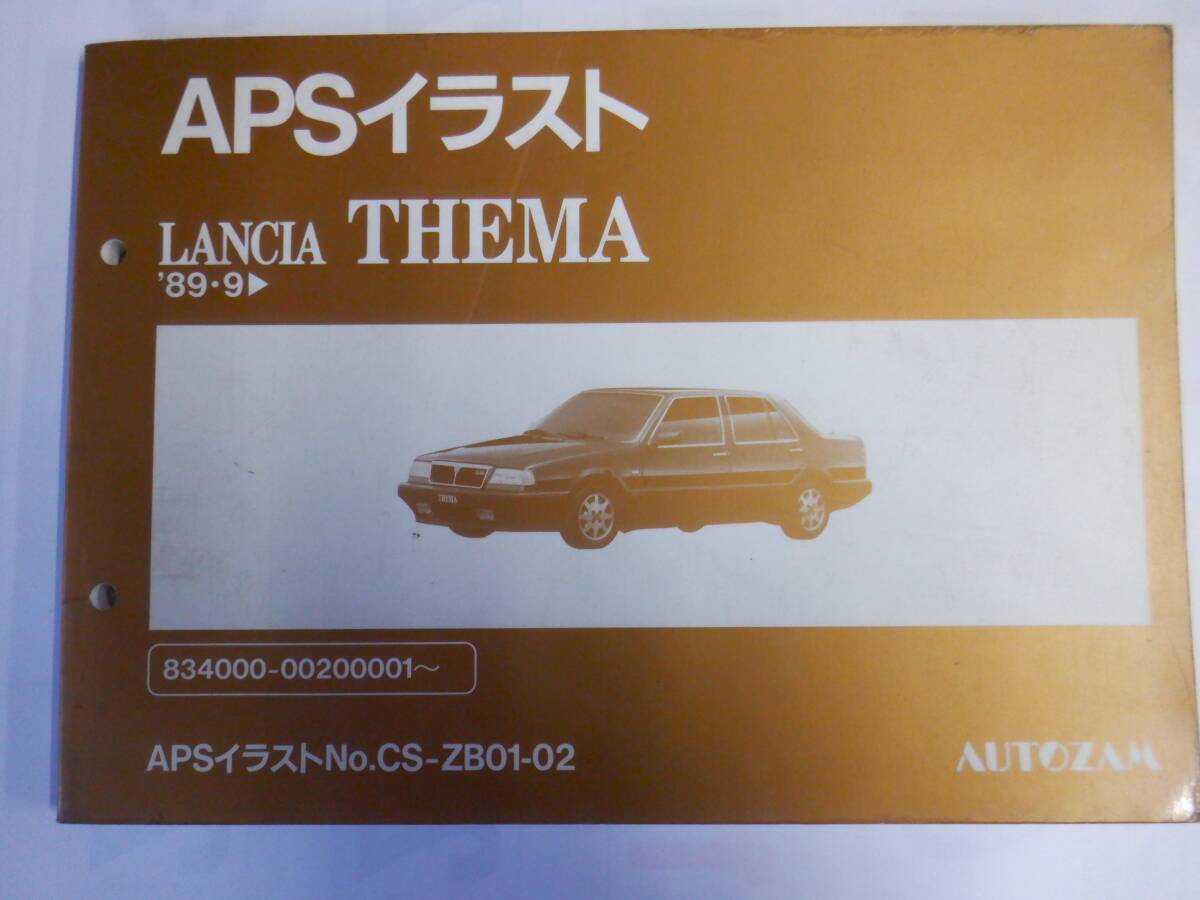 APSイラスト
LANCIA THEMA
'89・9▶
THEMA
834000-00200001〜
APSイラストNo.CS-ZB01-02
AUTOZAM